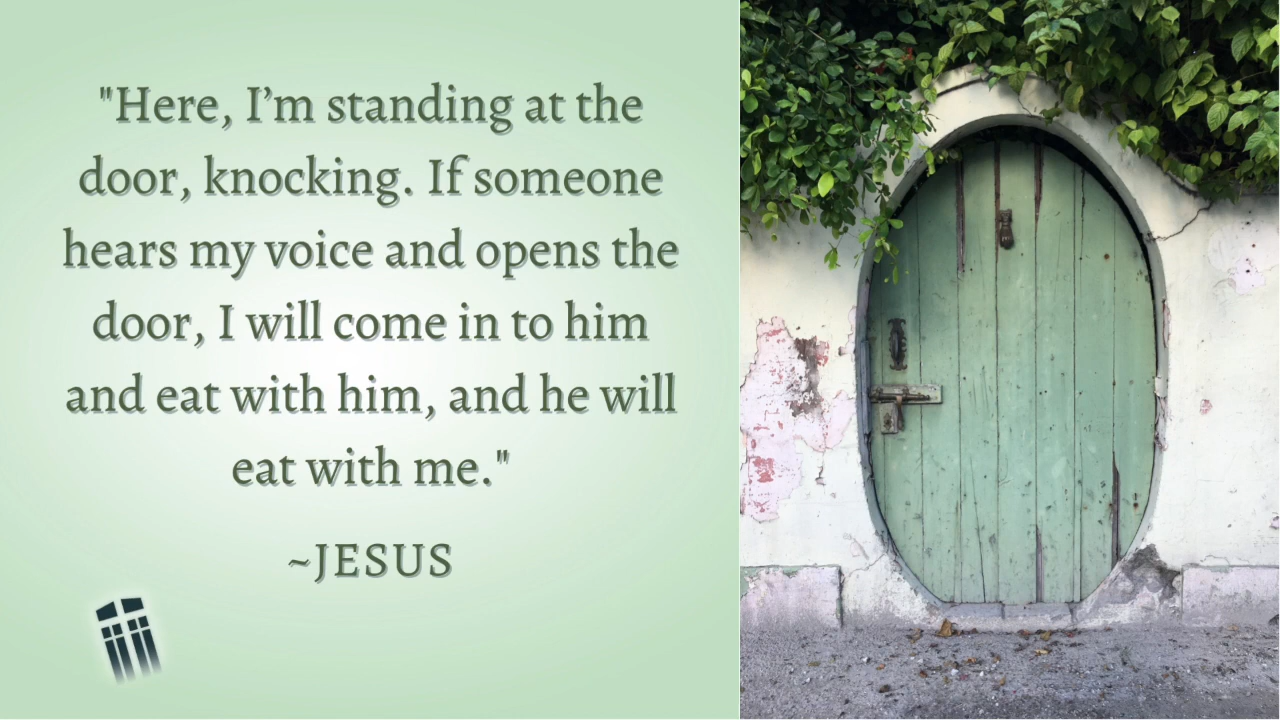 "Here, I’m standing at the
door, knocking. If someone
hears my voice and opens the
door, I will come in to him
and eat with him, and he will
eat with me."
~JESUS